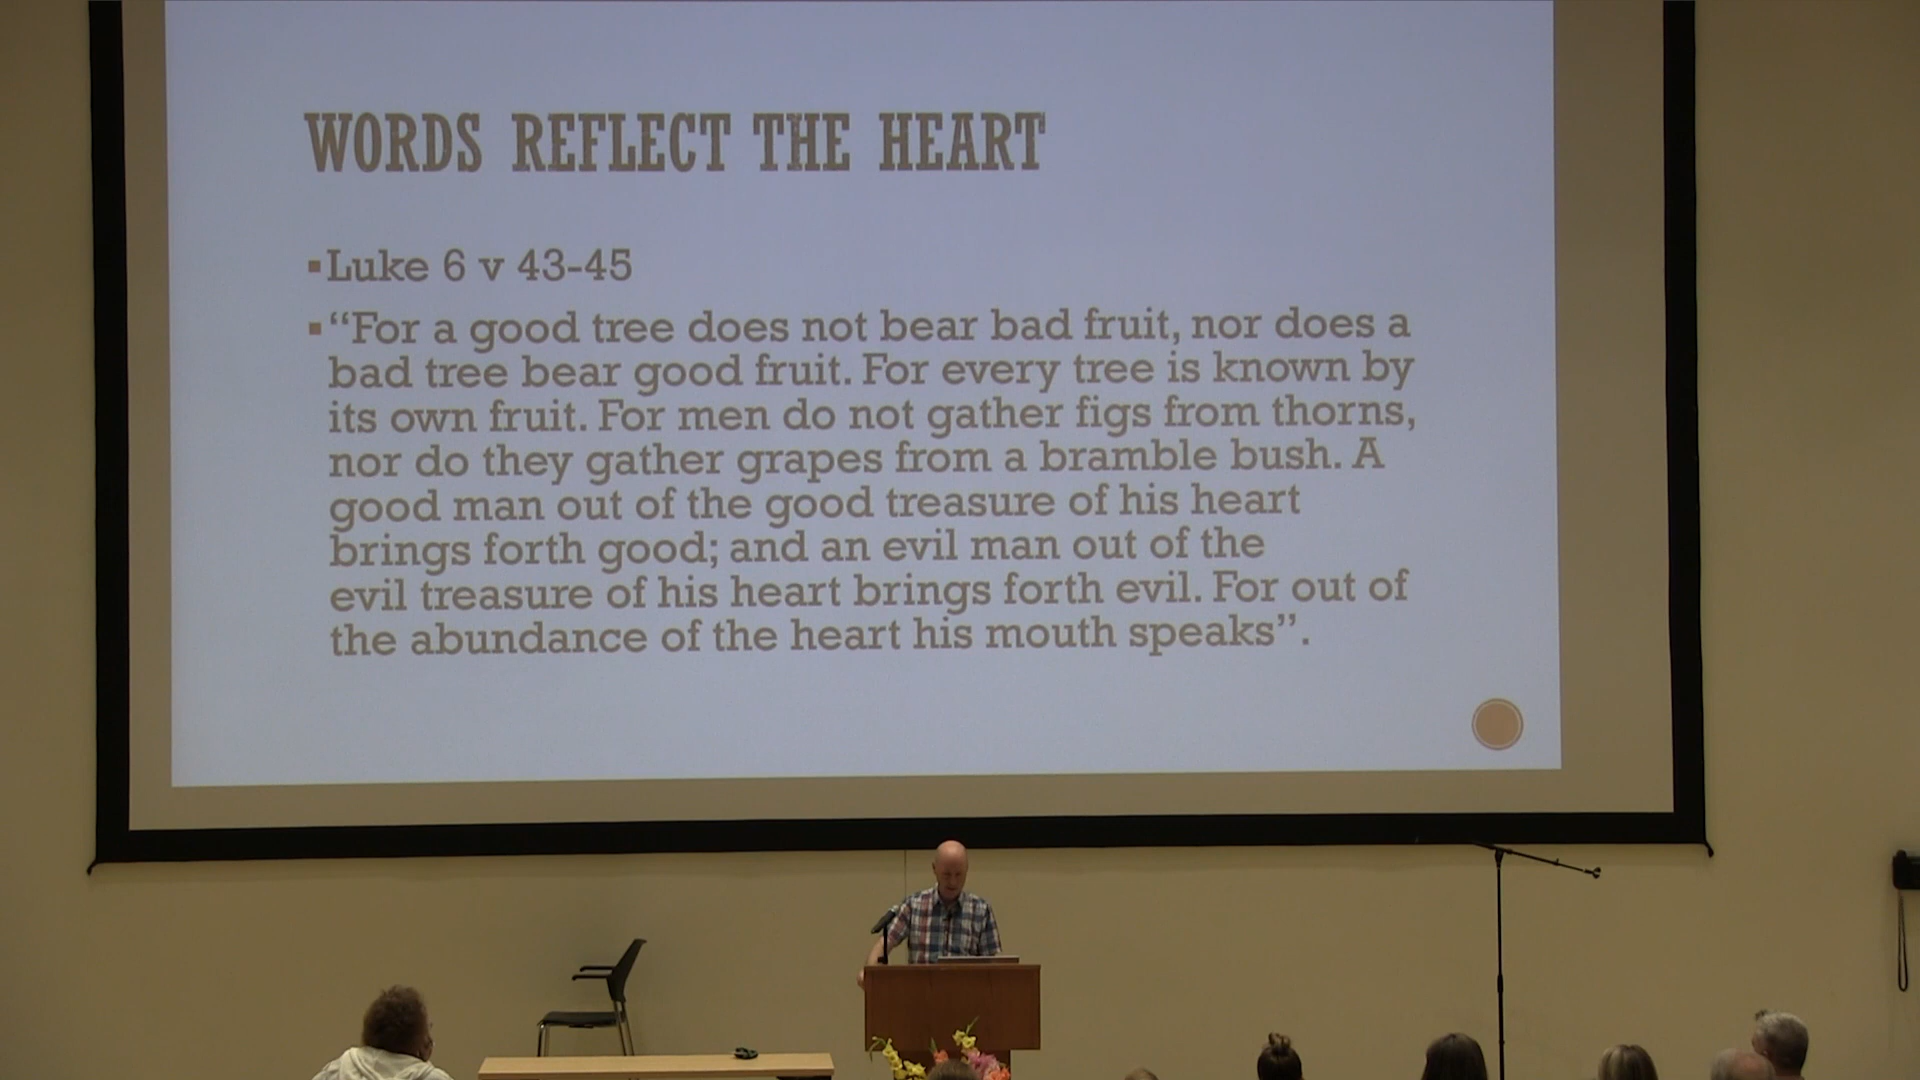 WORDS REFLECT THE HEART
▪Luke 6 v 43-45
▪“For a good tree does not bear bad fruit, nor does a
bad tree bear good fruit. For every tree is known by
its own fruit. For men do not gather figs from thorns,
nor do they gather grapes from a bramble bush. A
good man out of the good treasure of his heart
brings forth good; and an evil man out of the
evil treasure of his heart brings forth evil. For out of
the abundance of the heart his mouth speaks”.